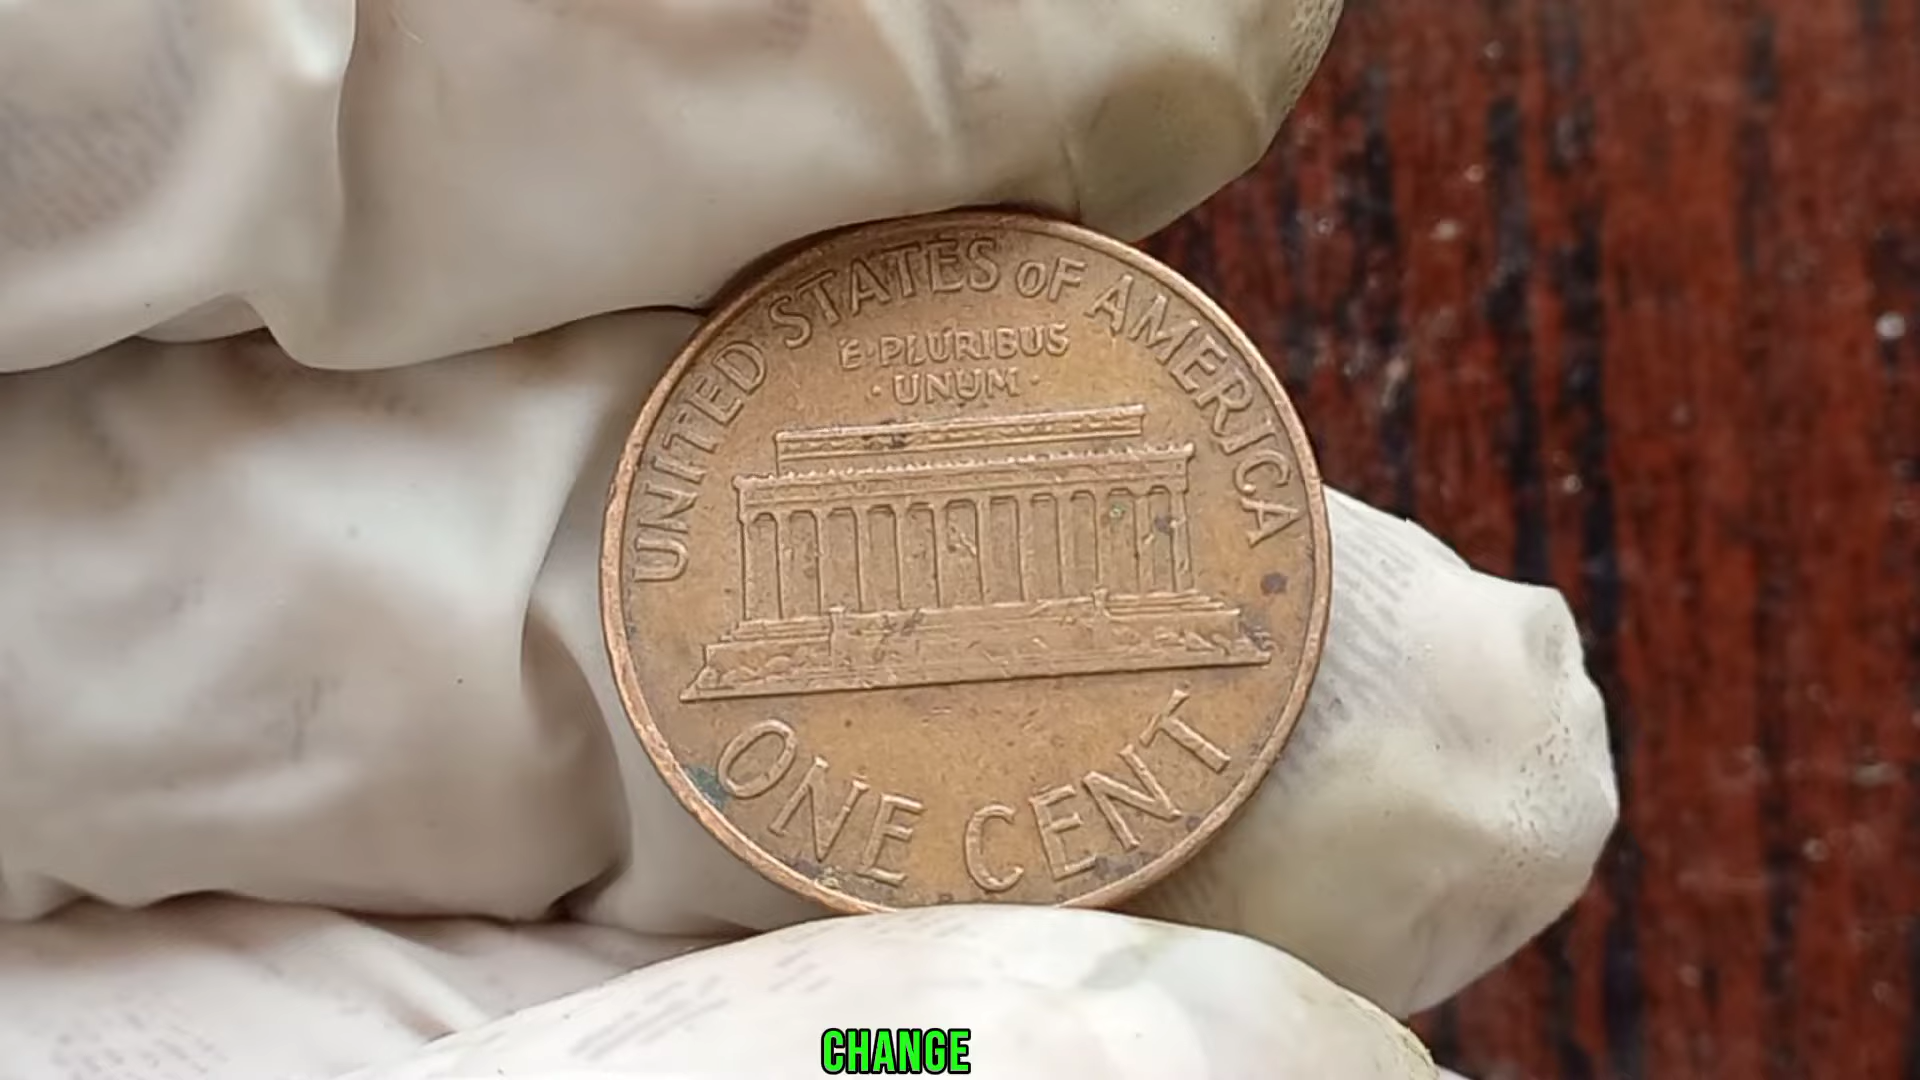 UNITED STATES OF AMERICA
E·PLURIBUS
·UNUM·
ONE CENT
CHANGE